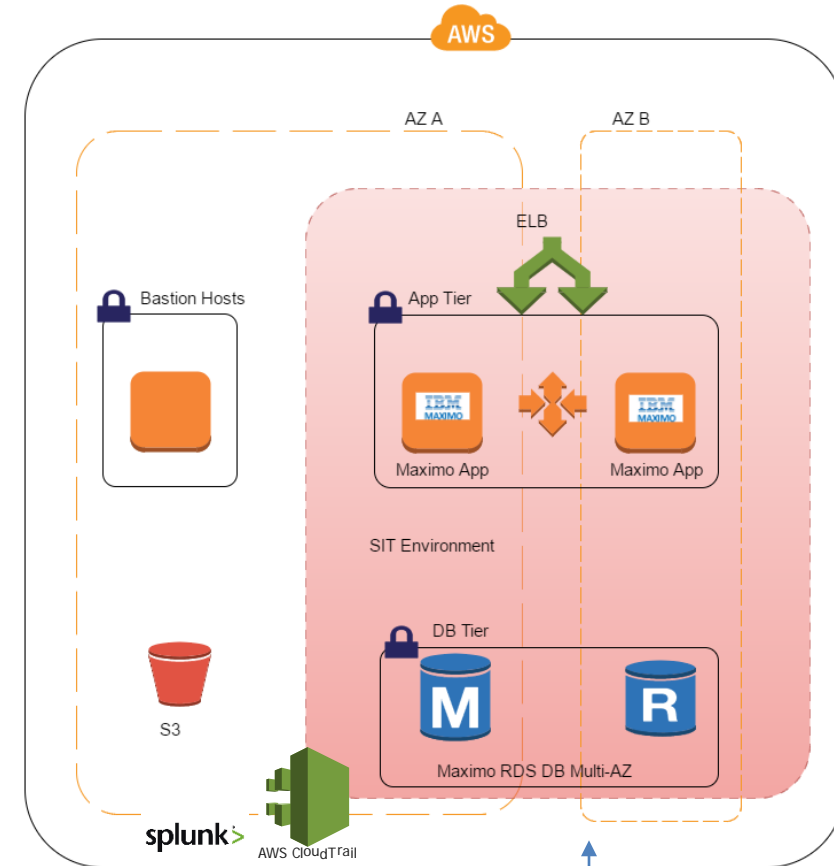 AWS
AZ A
AZ B
ELB
Bastion Hosts
App Tier
IBM
MAXIMO
IBM
MAXIMO
Maximo App
Maximo App
SIT Environment
DB Tier
M
R
S3
Maximo RDS DB Multi-AZ
splunk>
AWS CloudTrail